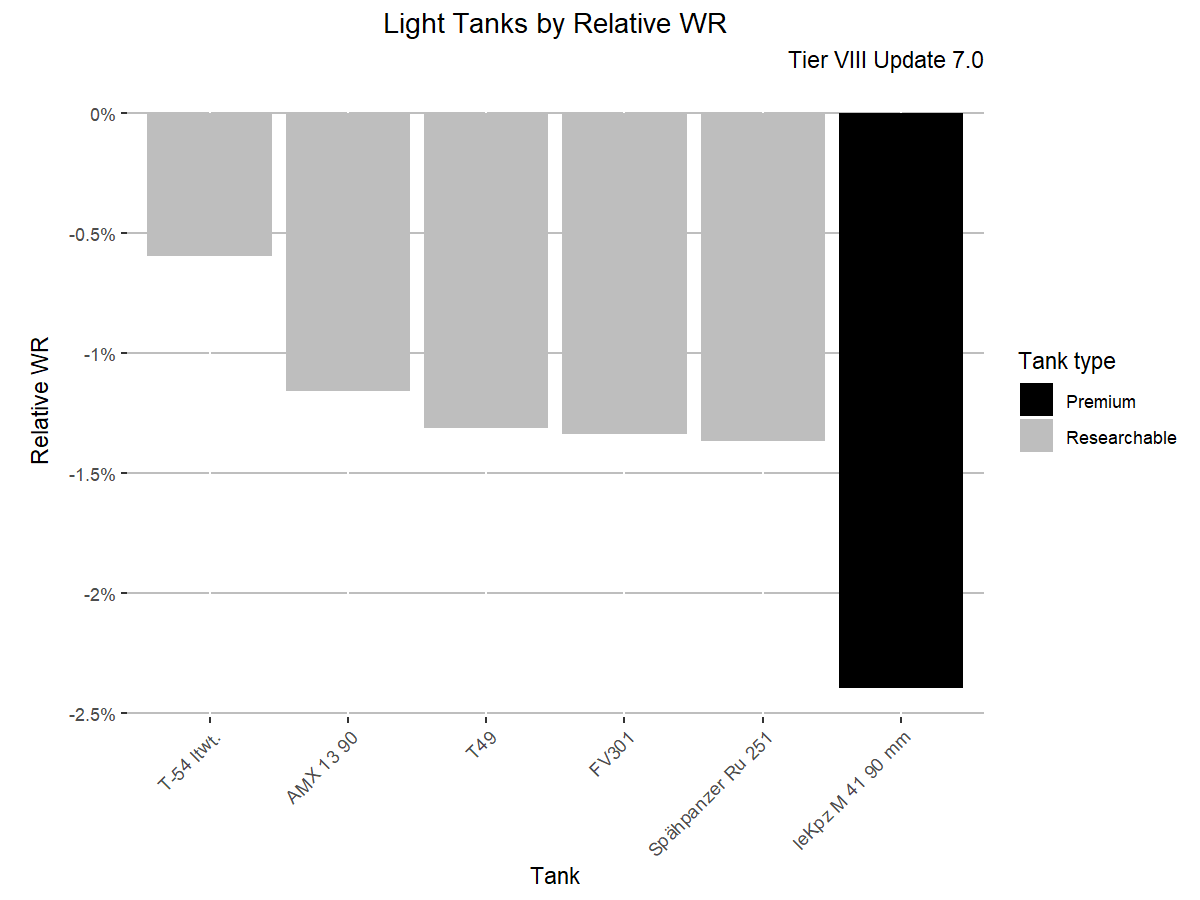 Light Tanks by Relative WR
Tier VIII Update 7.0
0%
-0.5%
-1%
-1.5%
-2%
-2.5%
Relative WR
T-54 ltwt.
AMX 13 90
T49
FV301
Spähpanzer Ru 251
leKpz M 41 90 mm
Tank
Tank type
Premium
Researchable